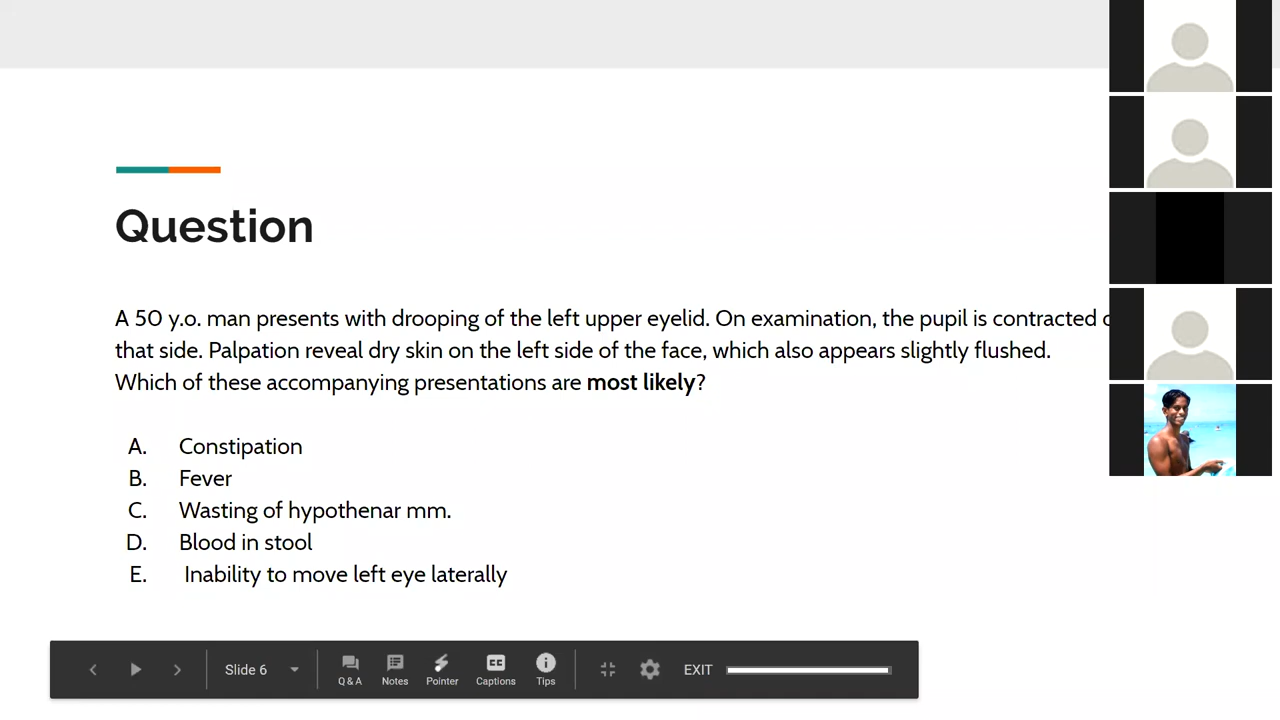 Question
A 50 y.o. man presents with drooping of the left upper eyelid. On examination, the pupil is contracted
that side. Palpation reveal dry skin on the left side of the face, which also appears slightly flushed.
Which of these accompanying presentations are most likely?
A. Constipation
B. Fever
C. Wasting of hypothenar mm.
D. Blood in stool
E. Inability to move left eye laterally
Slide 6
Q & A
Notes
Pointer
CC
Captions
Tips
EXIT